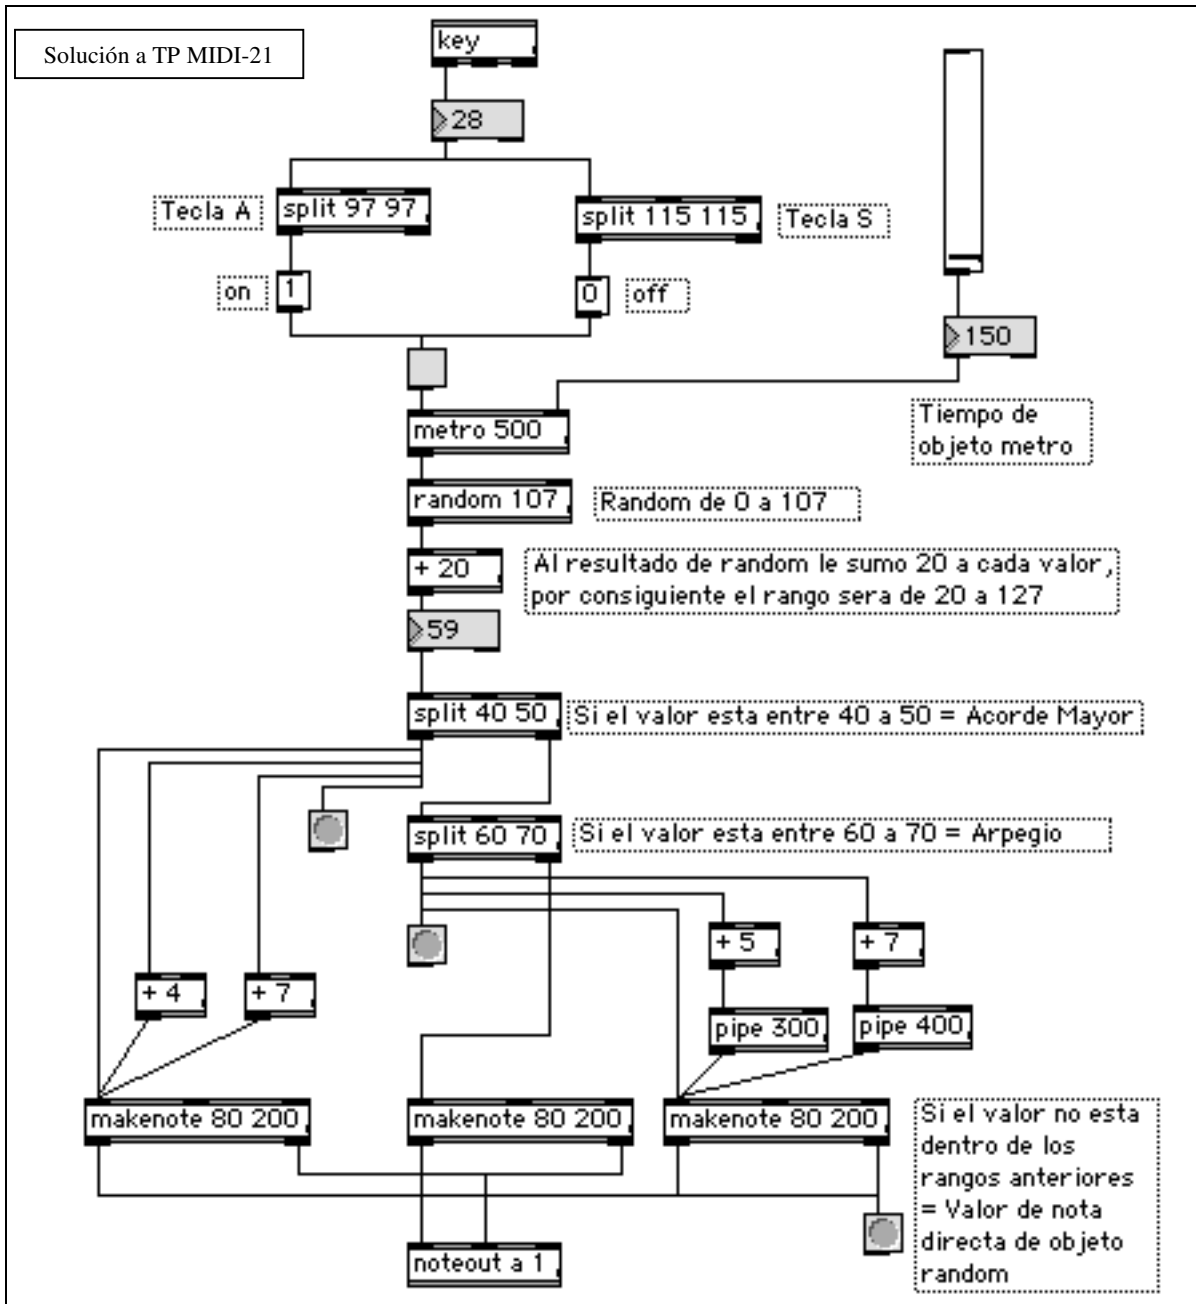 Solución a TP MIDI-21
key
28
Tecla A
split 97 97
split 115 115
Tecla S
on
1
0
off
150
metro 500
Tiempo de
objeto metro
random 107
Random de 0 a 107
+ 20
Al resultado de random le sumo 20 a cada valor,
por consiguiente el rango sera de 20 a 127
59
split 40 50
Si el valor esta entre 40 a 50 = Acorde Mayor
split 60 70
Si el valor esta entre 60 a 70 = Arpegio
+ 5
+ 7
+ 4
+ 7
pipe 300
pipe 400
makenote 80 200
makenote 80 200
makenote 80 200
Si el valor no esta
dentro de los
rangos anteriores
= Valor de nota
directa de objeto
random
noteout a 1